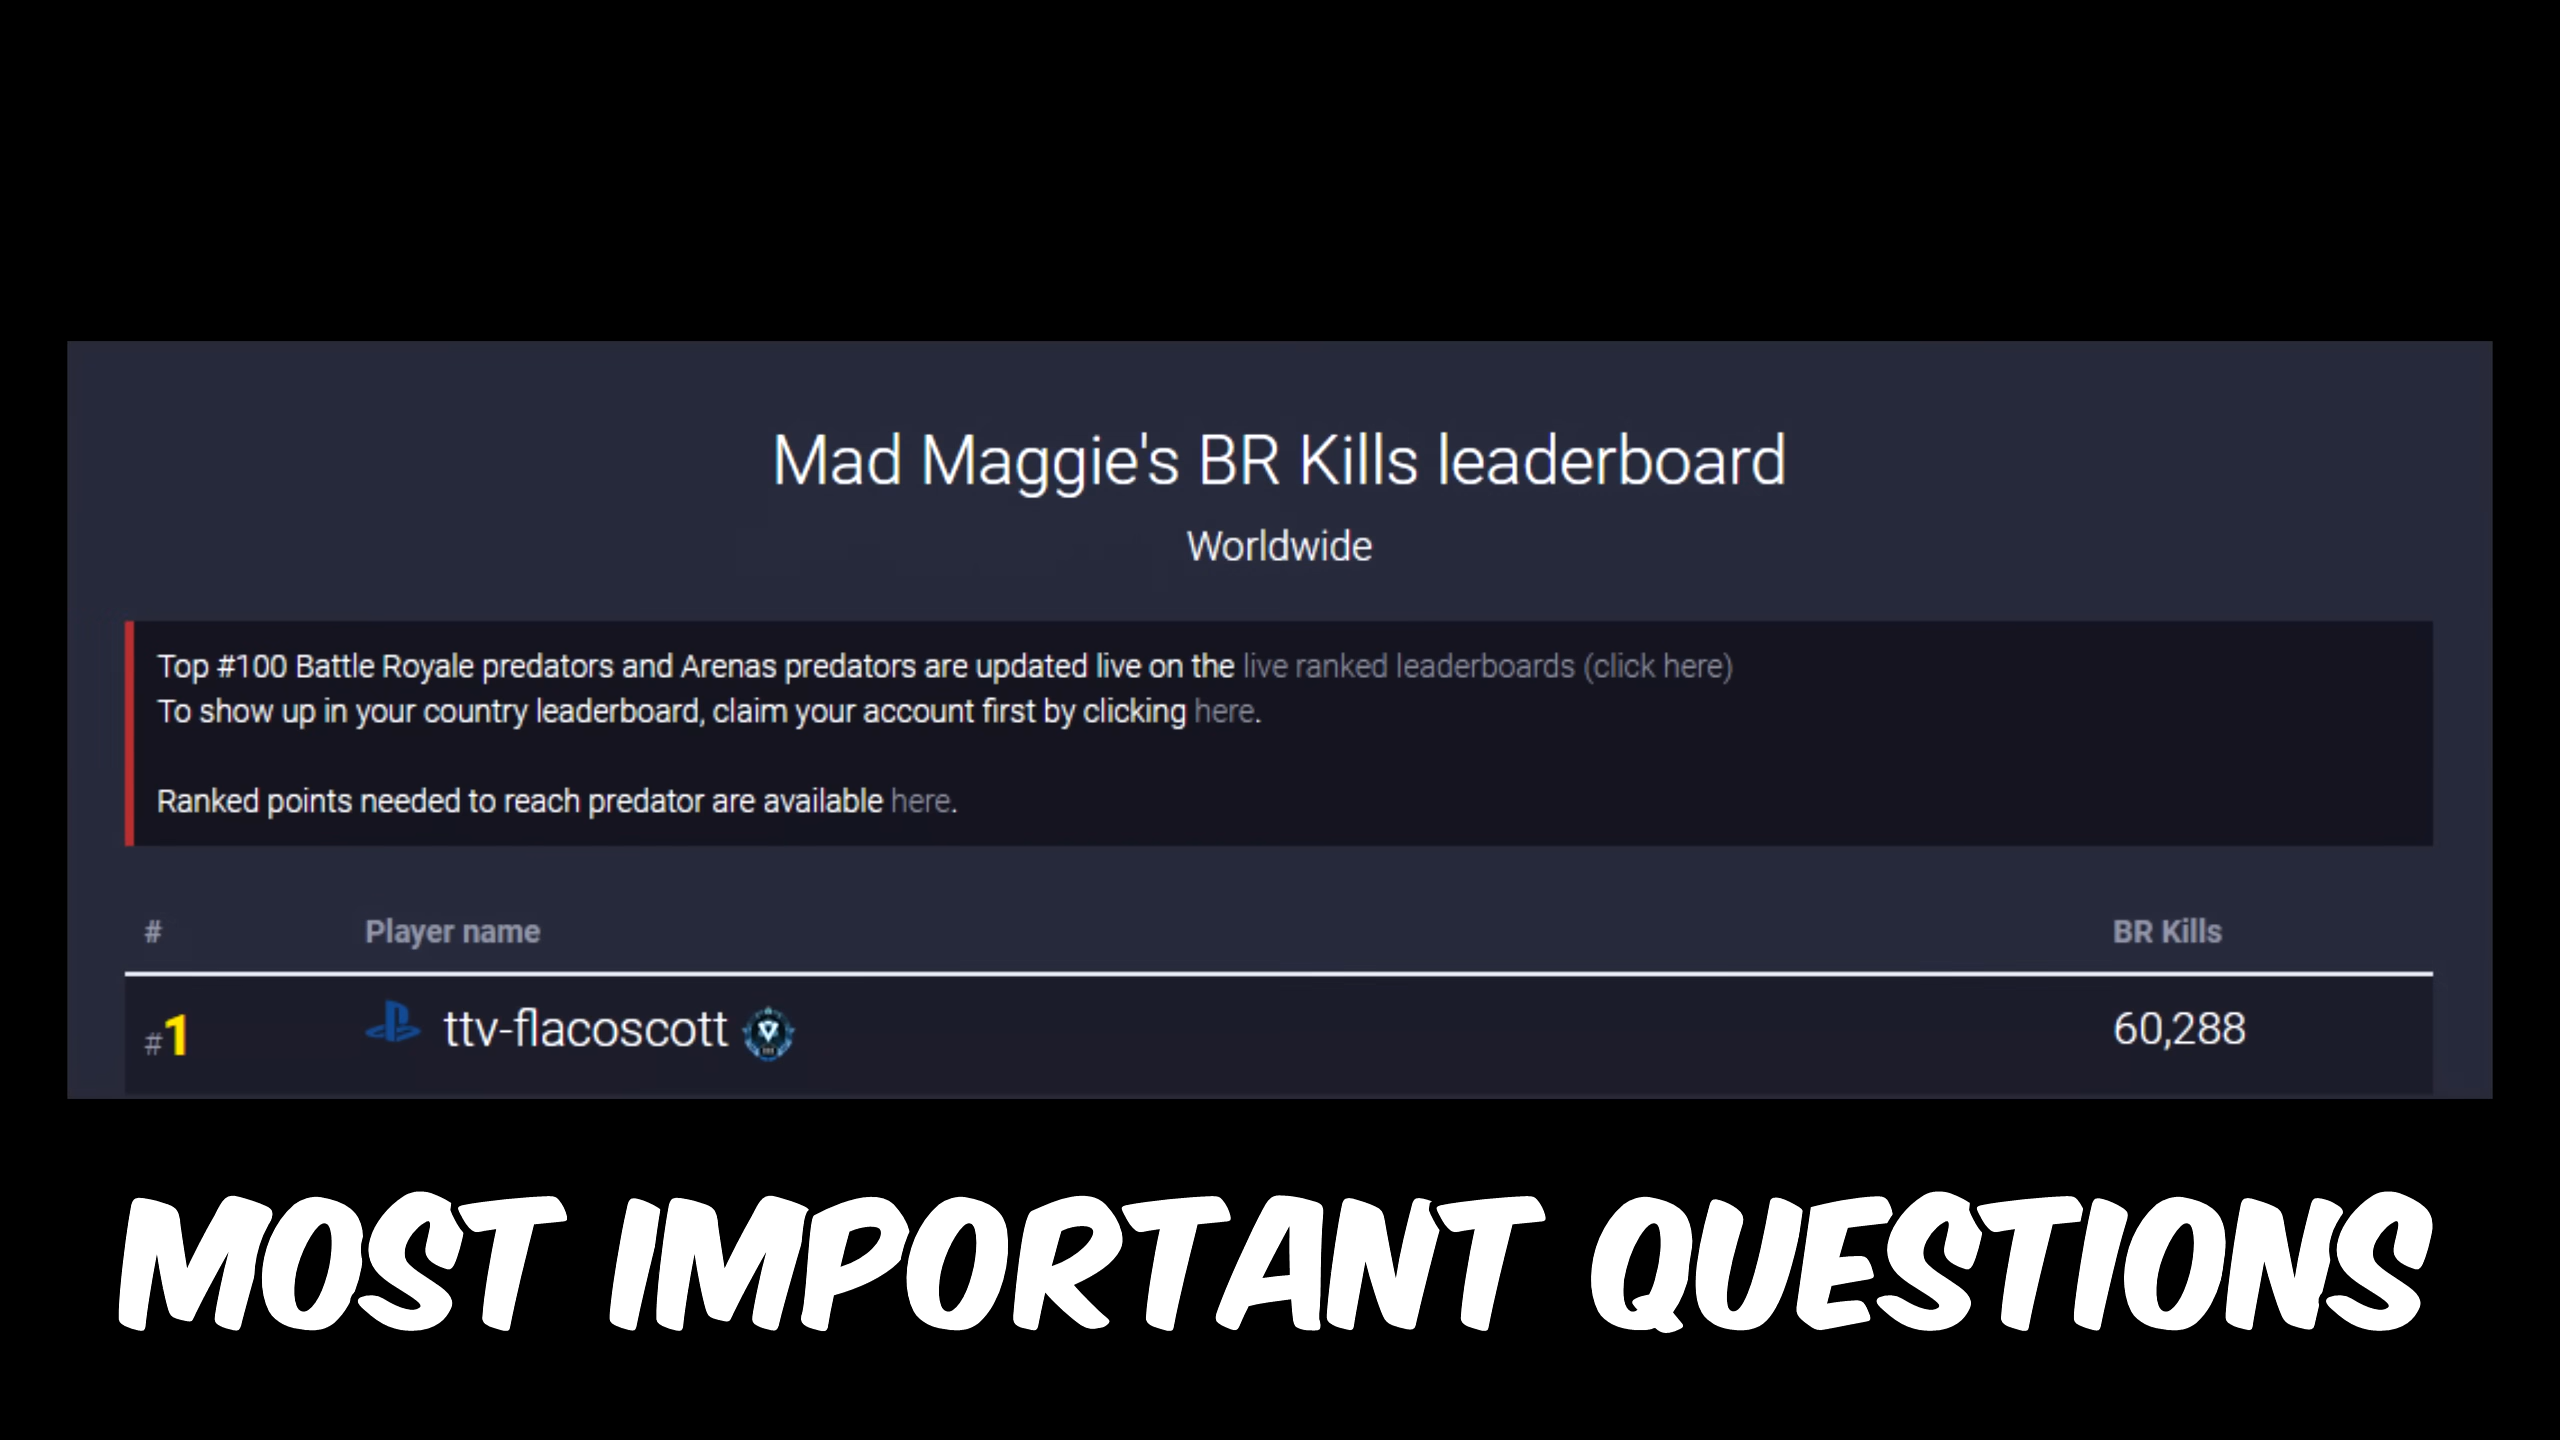 Mad Maggie's BR Kills leaderboard
Worldwide
Top #100 Battle Royale predators and Arenas predators are updated live on the live ranked leaderboards (click here)
To show up in your country leaderboard, claim your account first by clicking here.
Ranked points needed to reach predator are available here.
# Player name BR Kills
#1 ttv-flacoscott 60,288
MOST IMPORTANT QUESTIONS